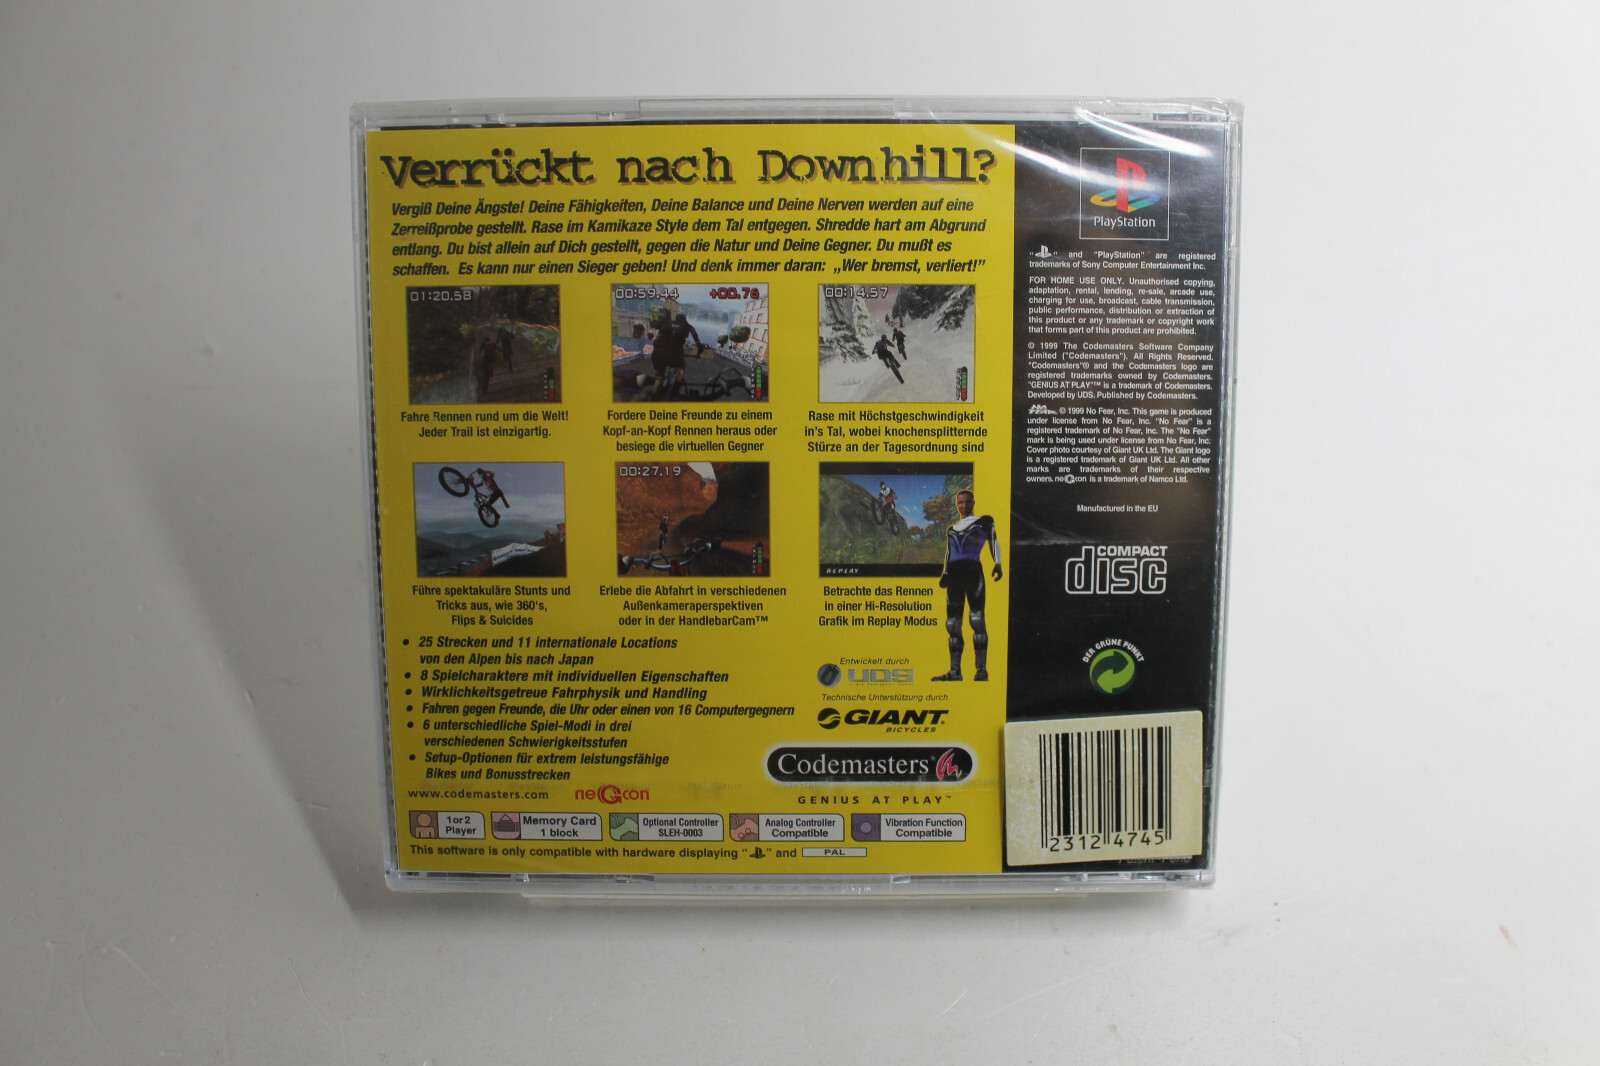 Verrückt nach Downhill?
Vergiß Deine Ängste! Deine Fähigkeiten, Deine Balance und Deine Nerven werden auf eine
Zerreißprobe gestellt. Rase im Kamikaze Style dem Tal entgegen. Shredde hart am Abgrund
entlang. Du bist allein auf Dich gestellt, gegen die Natur und Deine Gegner. Du mußt es
schaffen. Es kann nur einen Sieger geben! Und denk immer daran: „Wer bremst, verliert!”
01:20.58
00:59.44 +00.76
00:14.57
Fahre Rennen rund um die Welt!
Jeder Trail ist einzigartig.
Fordere Deine Freunde zu einem
Kopf-an-Kopf Rennen heraus oder
besiege die virtuellen Gegner
Rase mit Höchstgeschwindigkeit
in's Tal, wobei knochensplitternde
Stürze an der Tagesordnung sind
00:27.19
REPLAY
Führe spektakuläre Stunts und
Tricks aus, wie 360's,
Flips & Suicides
Erlebe die Abfahrt in verschiedenen
Außenkameraperspektiven
oder in der HandlebarCam™
Betrachte das Rennen
in einer Hi-Resolution
Grafik im Replay Modus
• 25 Strecken und 11 internationale Locations
von den Alpen bis nach Japan
• 8 Spielcharaktere mit individuellen Eigenschaften
• Wirklichkeitsgetreue Fahrphysik und Handling
• Fahren gegen Freunde, die Uhr oder einen von 16 Computergegnern
• 6 unterschiedliche Spiel-Modi in drei
verschiedenen Schwierigkeitsstufen
• Setup-Optionen für extrem leistungsfähige
Bikes und Bonusstrecken
Entwickelt durch
UDS
Technische Unterstützung durch
GIANT
BICYCLES
Codemasters
GENIUS AT PLAY™
www.codemasters.com neGcon
1 or 2
Player
Memory Card
1 block
Optional Controller
SLEH-0003
Analog Controller
Compatible
Vibration Function
Compatible
This software is only compatible with hardware displaying " " and PAL
PlayStation
" " and "PlayStation" are registered
trademarks of Sony Computer Entertainment Inc.
FOR HOME USE ONLY. Unauthorised copying,
adaptation, rental, lending, re-sale, arcade use,
charging for use, broadcast, cable transmission,
public performance, distribution or extraction of
this product or any trademark or copyright work
that forms part of this product are prohibited.
© 1999 The Codemasters Software Company
Limited ("Codemasters"). All Rights Reserved.
"Codemasters"® and the Codemasters logo are
registered trademarks owned by Codemasters.
"GENIUS AT PLAY"™ is a trademark of Codemasters.
Developed by UDS. Published by Codemasters.
NO FEAR © 1999 No Fear, Inc. This game is produced
under license from No Fear, Inc. "No Fear" is a
registered trademark of No Fear, Inc. The "No Fear"
mark is being used under license from No Fear, Inc.
Cover photo courtesy of Giant UK Ltd. The Giant logo
is a registered trademark of Giant UK Ltd. All other
marks are trademarks of their respective
owners. neGcon is a trademark of Namco Ltd.
Manufactured in the EU
COMPACT
disc
DER GRÜNE PUNKT
2312 4745